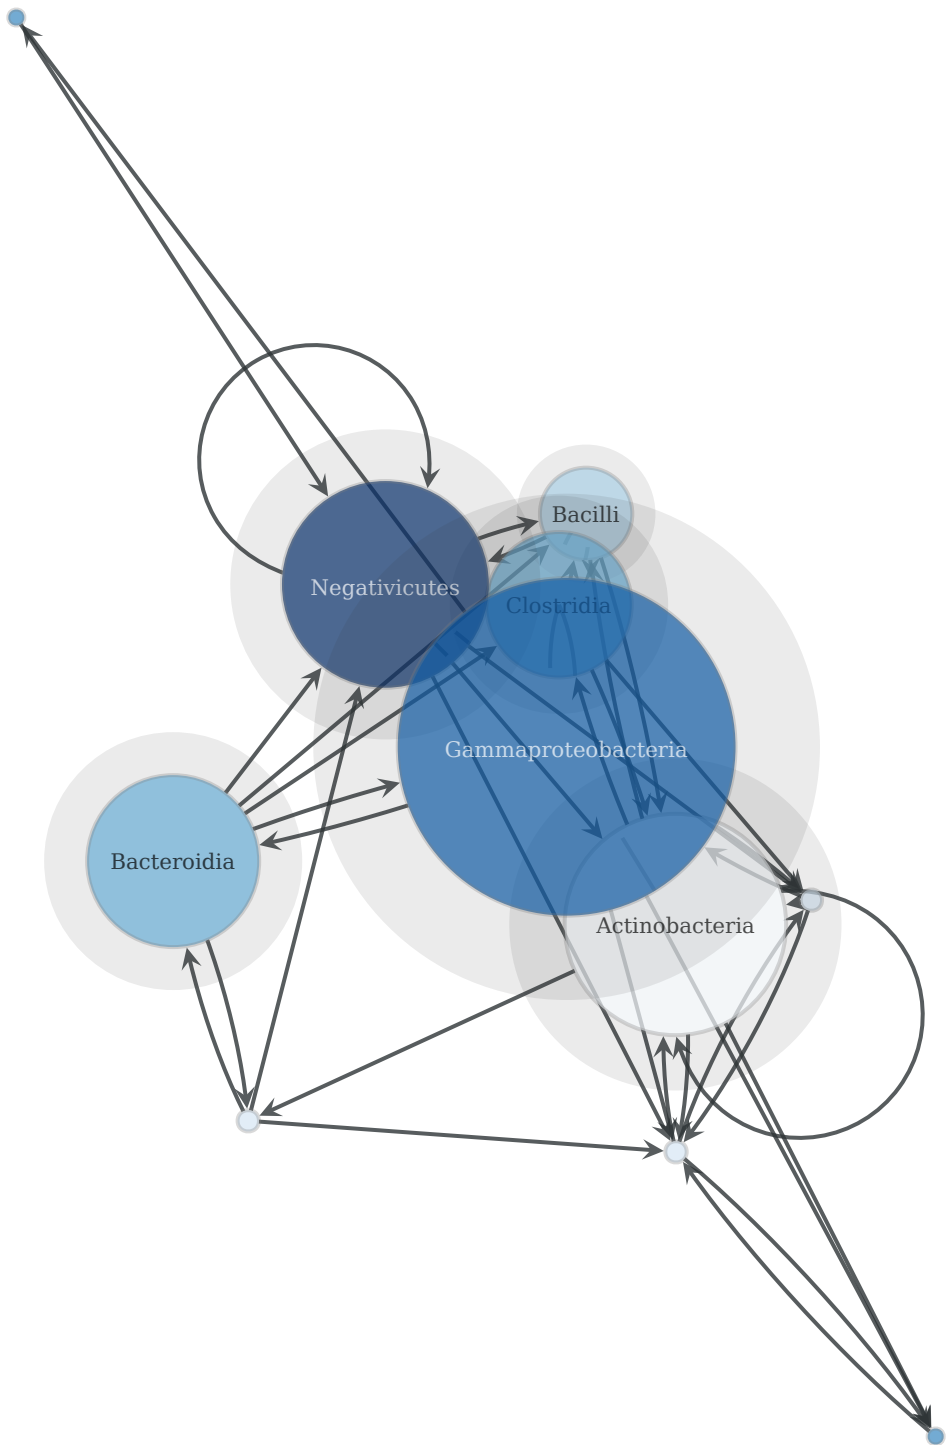 Bacilli
Negativicutes
Clostridia
Gammaproteobacteria
Bacteroidia
Actinobacteria